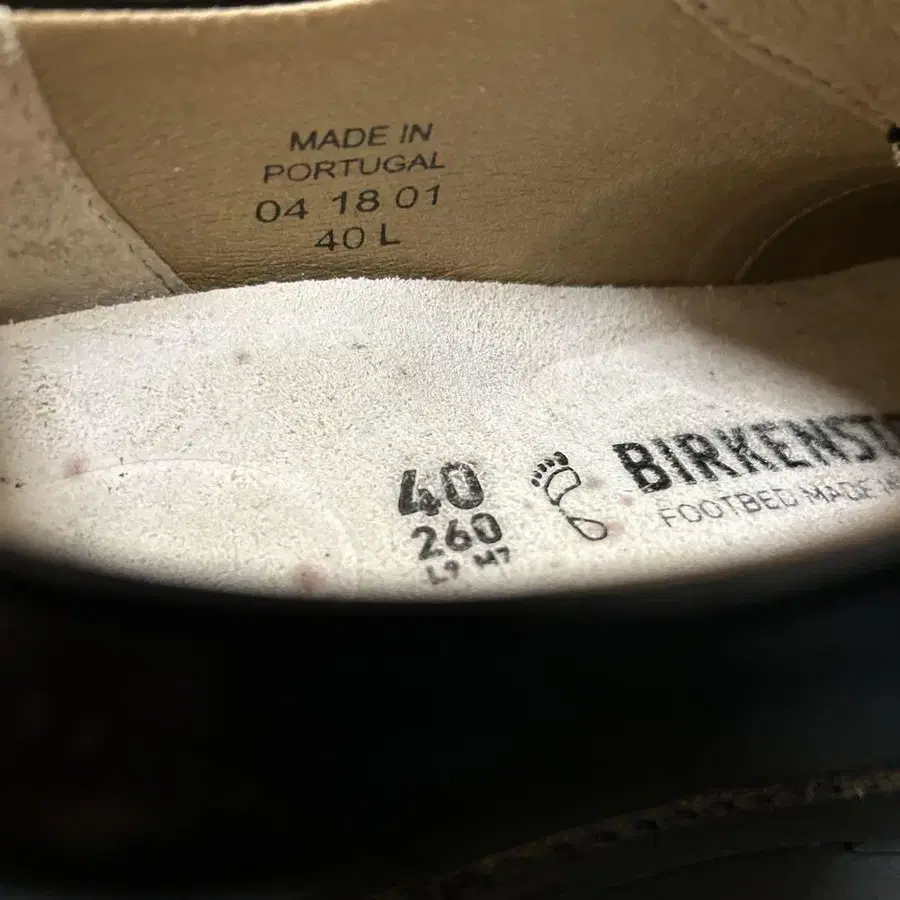 MADE IN
PORTUGAL
04 18 01
40 L
40
260
L9 M7
BIRKENST
FOOTBED MADE